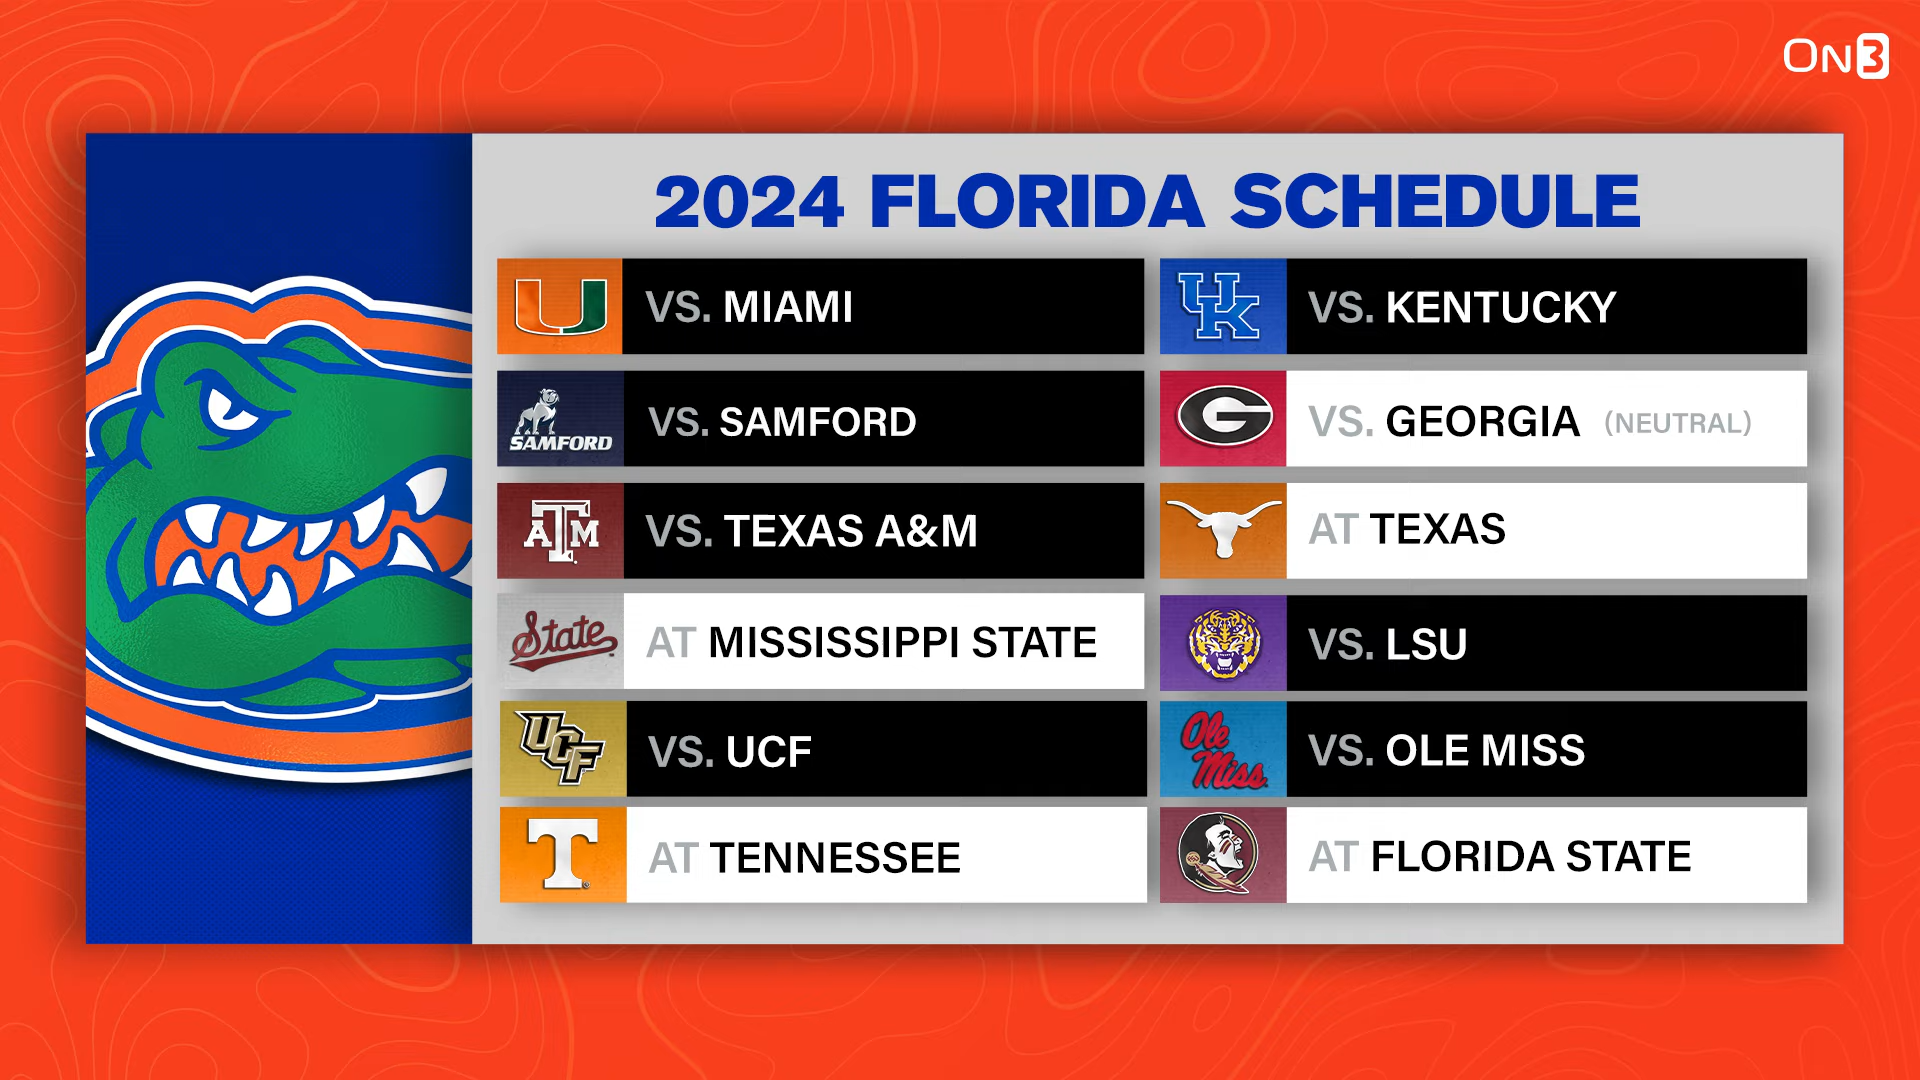 ON3
2024 FLORIDA SCHEDULE
U
VS. MIAMI
SAMFORD
VS. SAMFORD
ATM
VS. TEXAS A&M
State
AT MISSISSIPPI STATE
UCF
VS. UCF
T
AT TENNESSEE
UK
VS. KENTUCKY
G
VS. GEORGIA (NEUTRAL)
AT TEXAS
VS. LSU
Ole
Miss
VS. OLE MISS
AT FLORIDA STATE